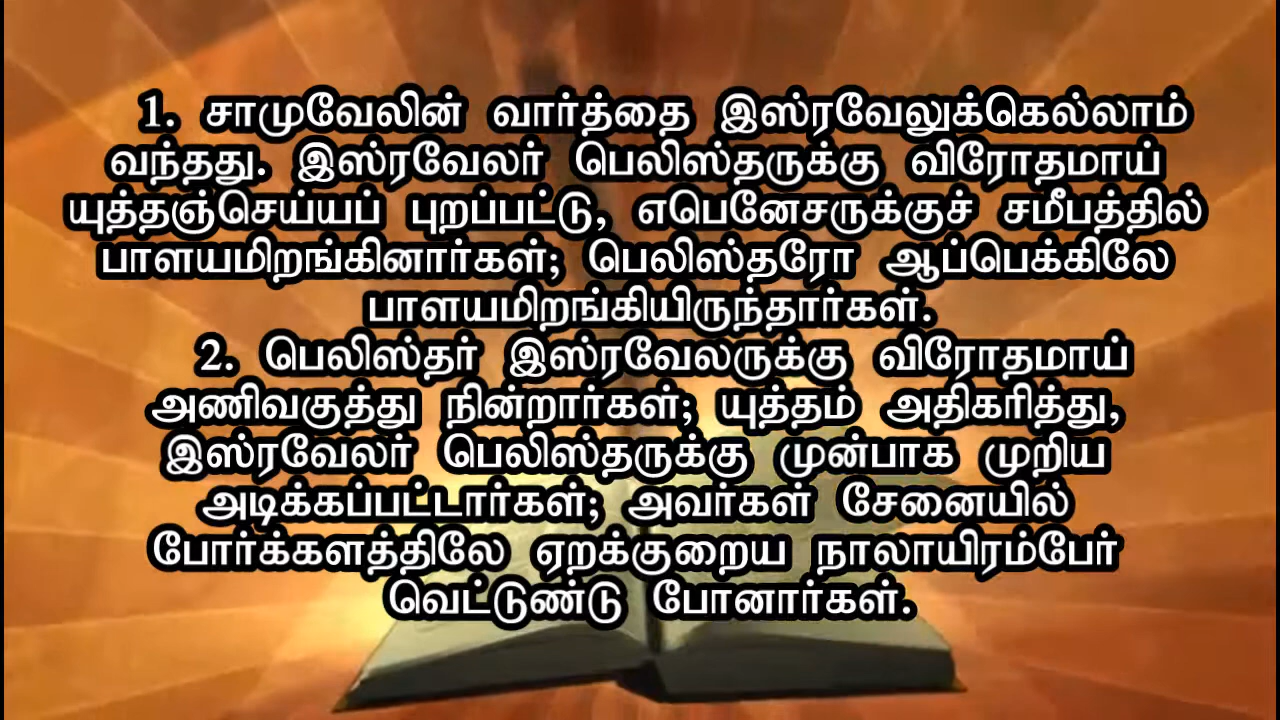 1. சாமுவேலின் வார்த்தை இஸ்ரவேலுக்கெல்லாம்
வந்தது. இஸ்ரவேலர் பெலிஸ்தருக்கு விரோதமாய்
யுத்தஞ்செய்யப் புறப்பட்டு, எபெனேசருக்குச் சமீபத்தில்
பாளயமிறங்கினார்கள்; பெலிஸ்தரோ ஆப்பெக்கிலே
பாளயமிறங்கியிருந்தார்கள்.
2. பெலிஸ்தர் இஸ்ரவேலருக்கு விரோதமாய்
அணிவகுத்து நின்றார்கள்; யுத்தம் அதிகரித்து,
இஸ்ரவேலர் பெலிஸ்தருக்கு முன்பாக முறிய
அடிக்கப்பட்டார்கள்; அவர்கள் சேனையில்
போர்க்களத்திலே ஏறக்குறைய நாலாயிரம்பேர்
வெட்டுண்டு போனார்கள்.